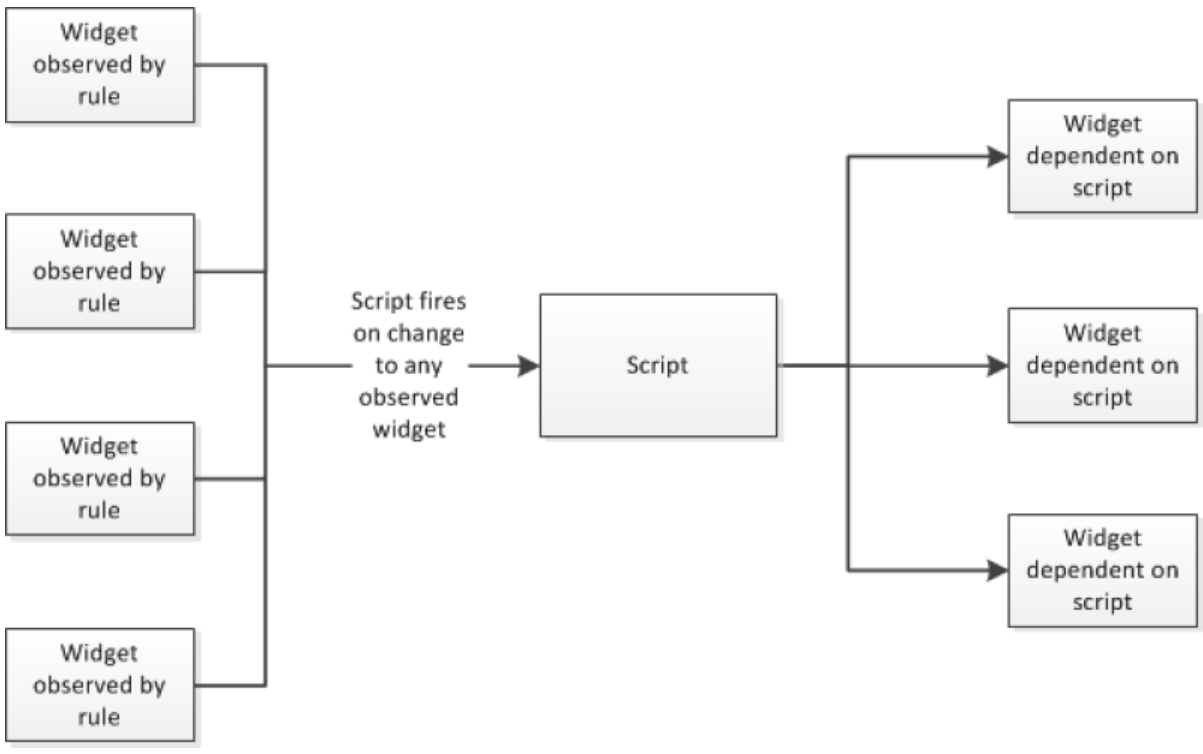 Widget
observed by
rule
Widget
observed by
rule
Widget
observed by
rule
Widget
observed by
rule
Script fires
on change
to any
observed
widget
Script
Widget
dependent on
script
Widget
dependent on
script
Widget
dependent on
script